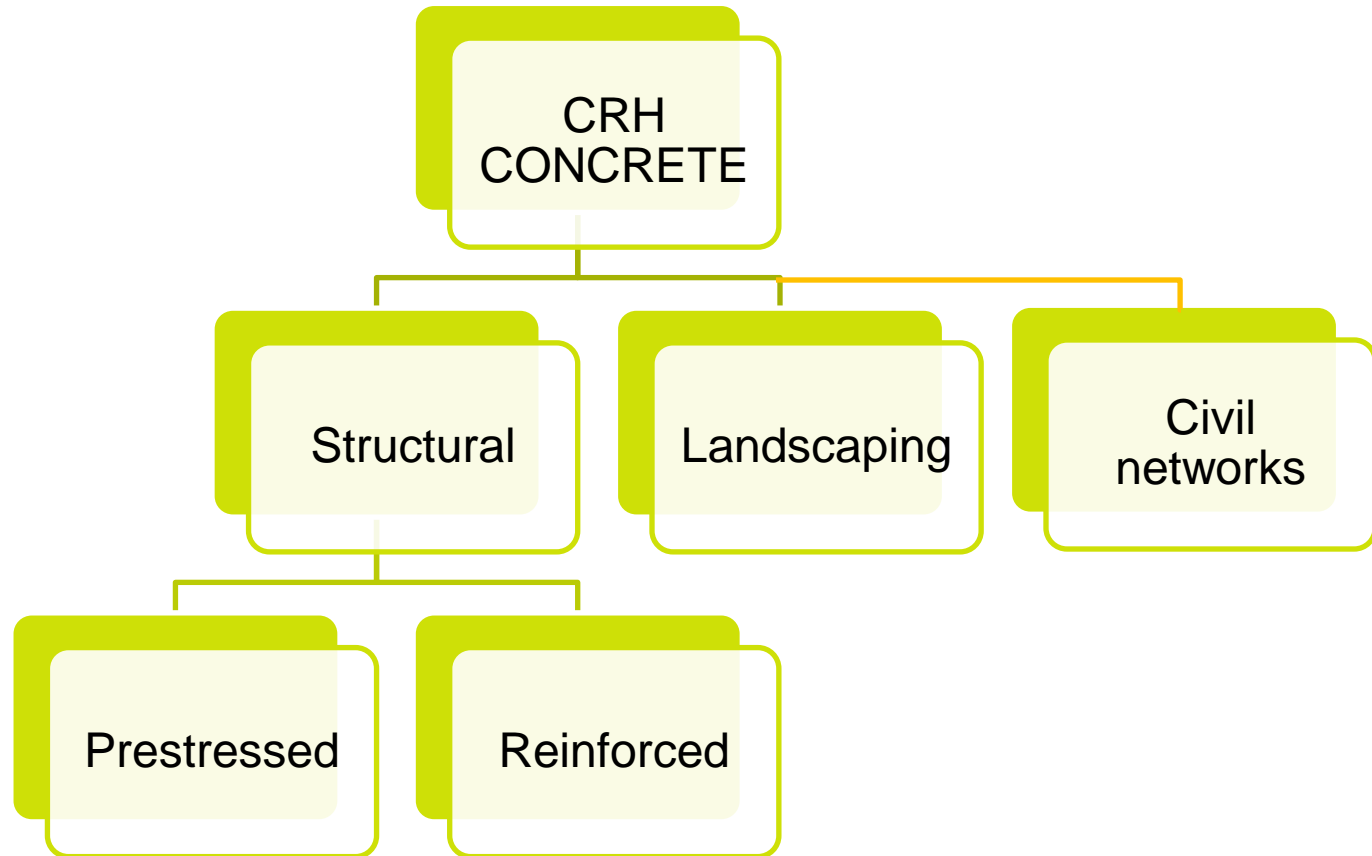 CRH
CONCRETE
Structural
Landscaping
Civil
networks
Prestressed
Reinforced